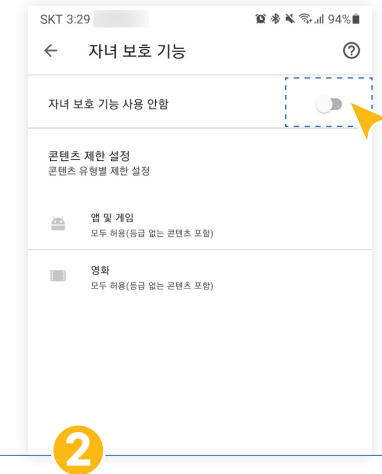 SKT 3:29 94%
자녀 보호 기능
자녀 보호 기능 사용 안함
콘텐츠 제한 설정
콘텐츠 유형별 제한 설정
앱 및 게임
모두 허용(등급 없는 콘텐츠 포함)
영화
모두 허용(등급 없는 콘텐츠 포함)
2